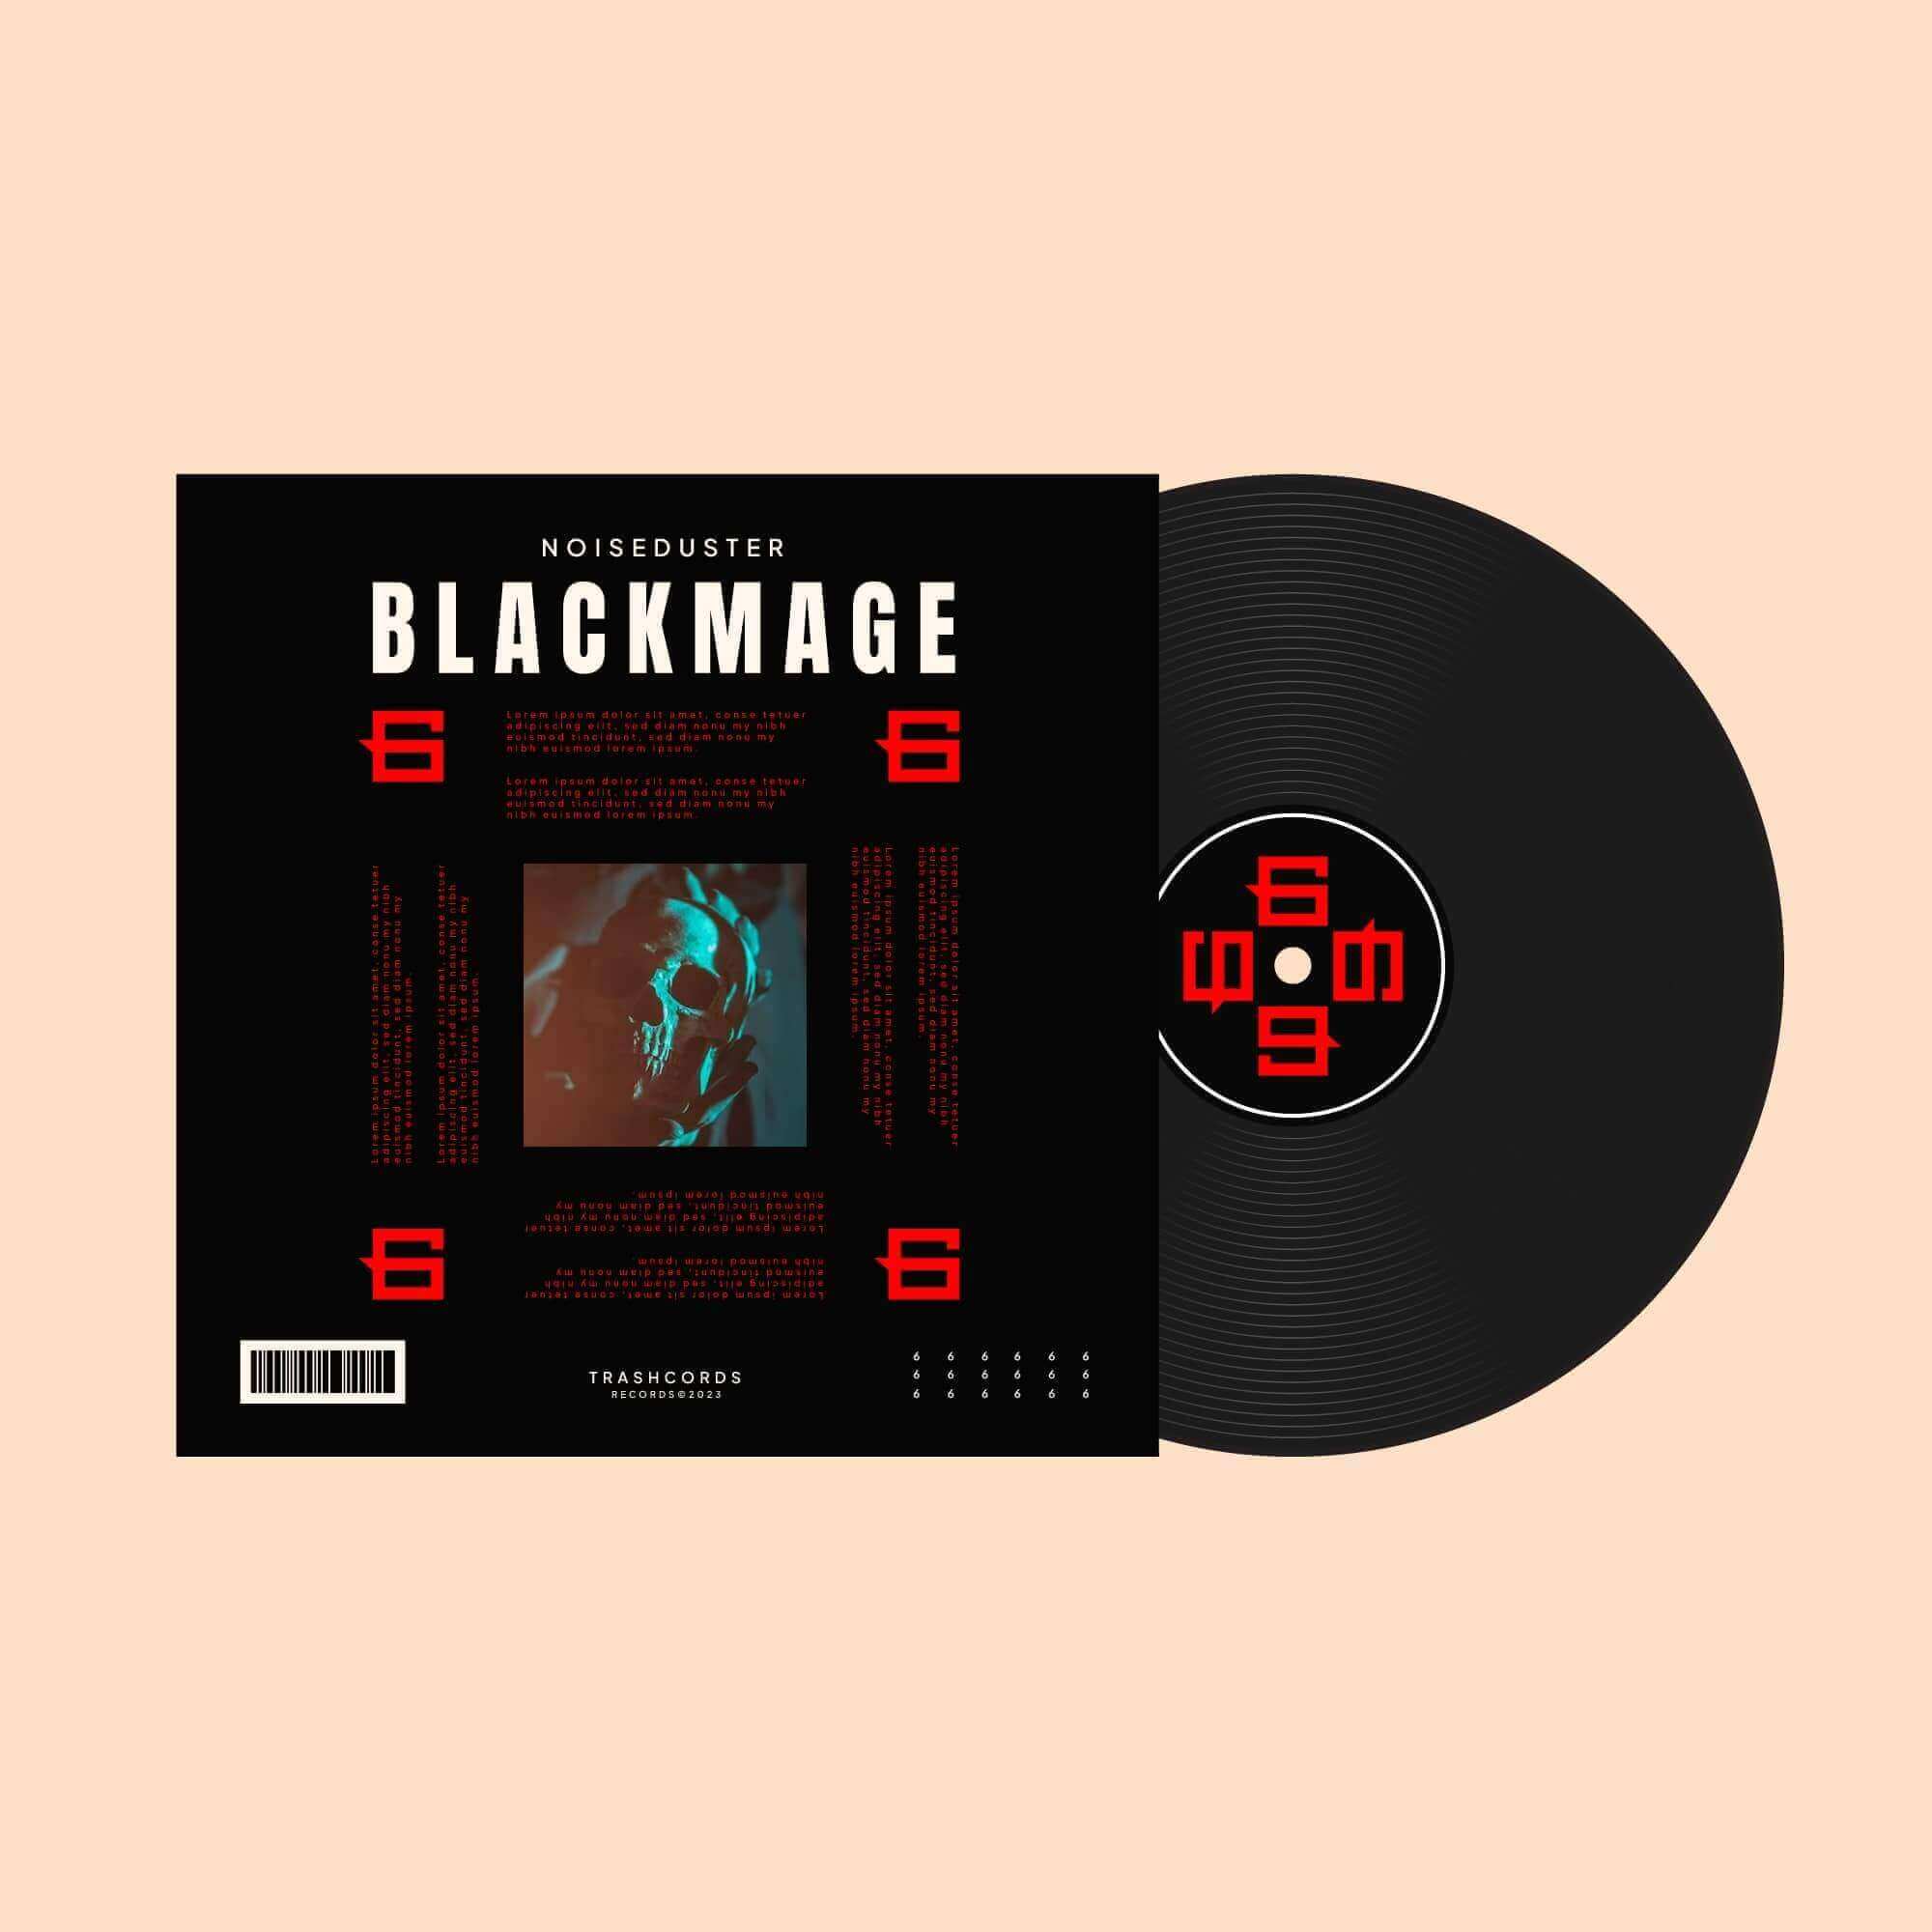 NOISEDUSTER
BLACKMAGE
6
6
Lorem ipsum dolor sit amet, conse tetuer
adipiscing elit, sed diam nonu my nibh
euismod tincidunt, sed diam nonu my
nibh euismod lorem ipsum.
Lorem ipsum dolor sit amet, conse tetuer
adipiscing elit, sed diam nonu my nibh
euismod tincidunt, sed diam nonu my
nibh euismod lorem ipsum.
Lorem ipsum dolor sit amet, conse tetuer
adipiscing elit, sed diam nonu my nibh
euismod tincidunt, sed diam nonu my
nibh euismod lorem ipsum.
Lorem ipsum dolor sit amet, conse tetuer
adipiscing elit, sed diam nonu my nibh
euismod tincidunt, sed diam nonu my
nibh euismod lorem ipsum.
Lorem ipsum dolor sit amet, conse tetuer
adipiscing elit, sed diam nonu my nibh
euismod tincidunt, sed diam nonu my
nibh euismod lorem ipsum.
Lorem ipsum dolor sit amet, conse tetuer
adipiscing elit, sed diam nonu my nibh
euismod tincidunt, sed diam nonu my
nibh euismod lorem ipsum.
Lorem ipsum dolor sit amet, conse tetuer
adipiscing elit, sed diam nonu my nibh
euismod tincidunt, sed diam nonu my
nibh euismod lorem ipsum.
Lorem ipsum dolor sit amet, conse tetuer
adipiscing elit, sed diam nonu my nibh
euismod tincidunt, sed diam nonu my
nibh euismod lorem ipsum.
6
6
TRASHCORDS
RECORDS©2023
6 6 6 6 6 6
6 6 6 6 6 6
6 6 6 6 6 6
6
6
6
6